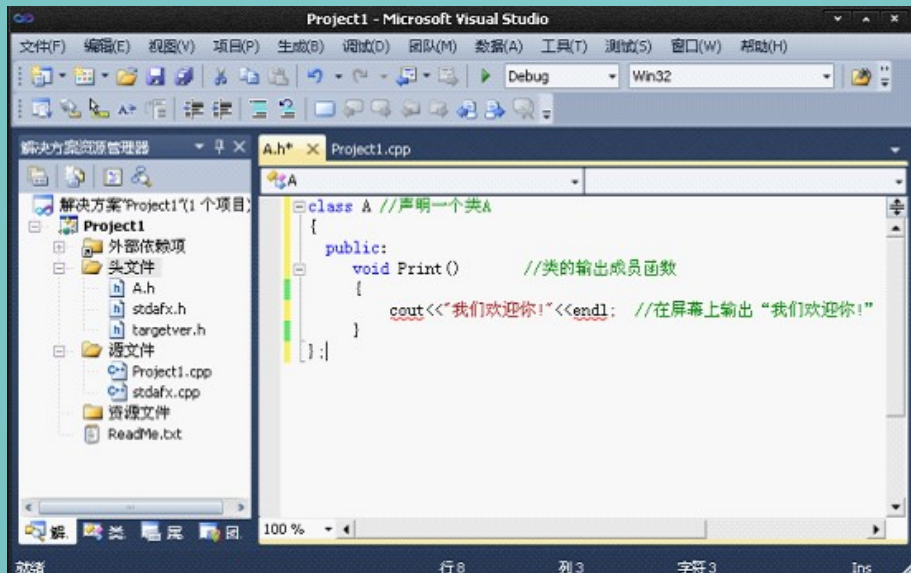 Project1 - Microsoft Visual Studio
文件(F) 编辑(E) 视图(V) 项目(P) 生成(B) 调试(D) 团队(M) 数据(A) 工具(T) 测试(S) 窗口(W) 帮助(H)
Debug Win32
解决方案资源管理器
A.h* Project1.cpp
A
解决方案"Project1"(1 个项目)
Project1
外部依赖项
头文件
A.h
stdafx.h
targetver.h
源文件
Project1.cpp
stdafx.cpp
资源文件
ReadMe.txt
class A //声明一个类A
{
public:
void Print() //类的输出成员函数
{
cout<<"我们欢迎你!"<<endl; //在屏幕上输出“我们欢迎你!”
}
};
解. 类. 属. 团.
100 %
就绪 行 8 列 3 字符 3 Ins